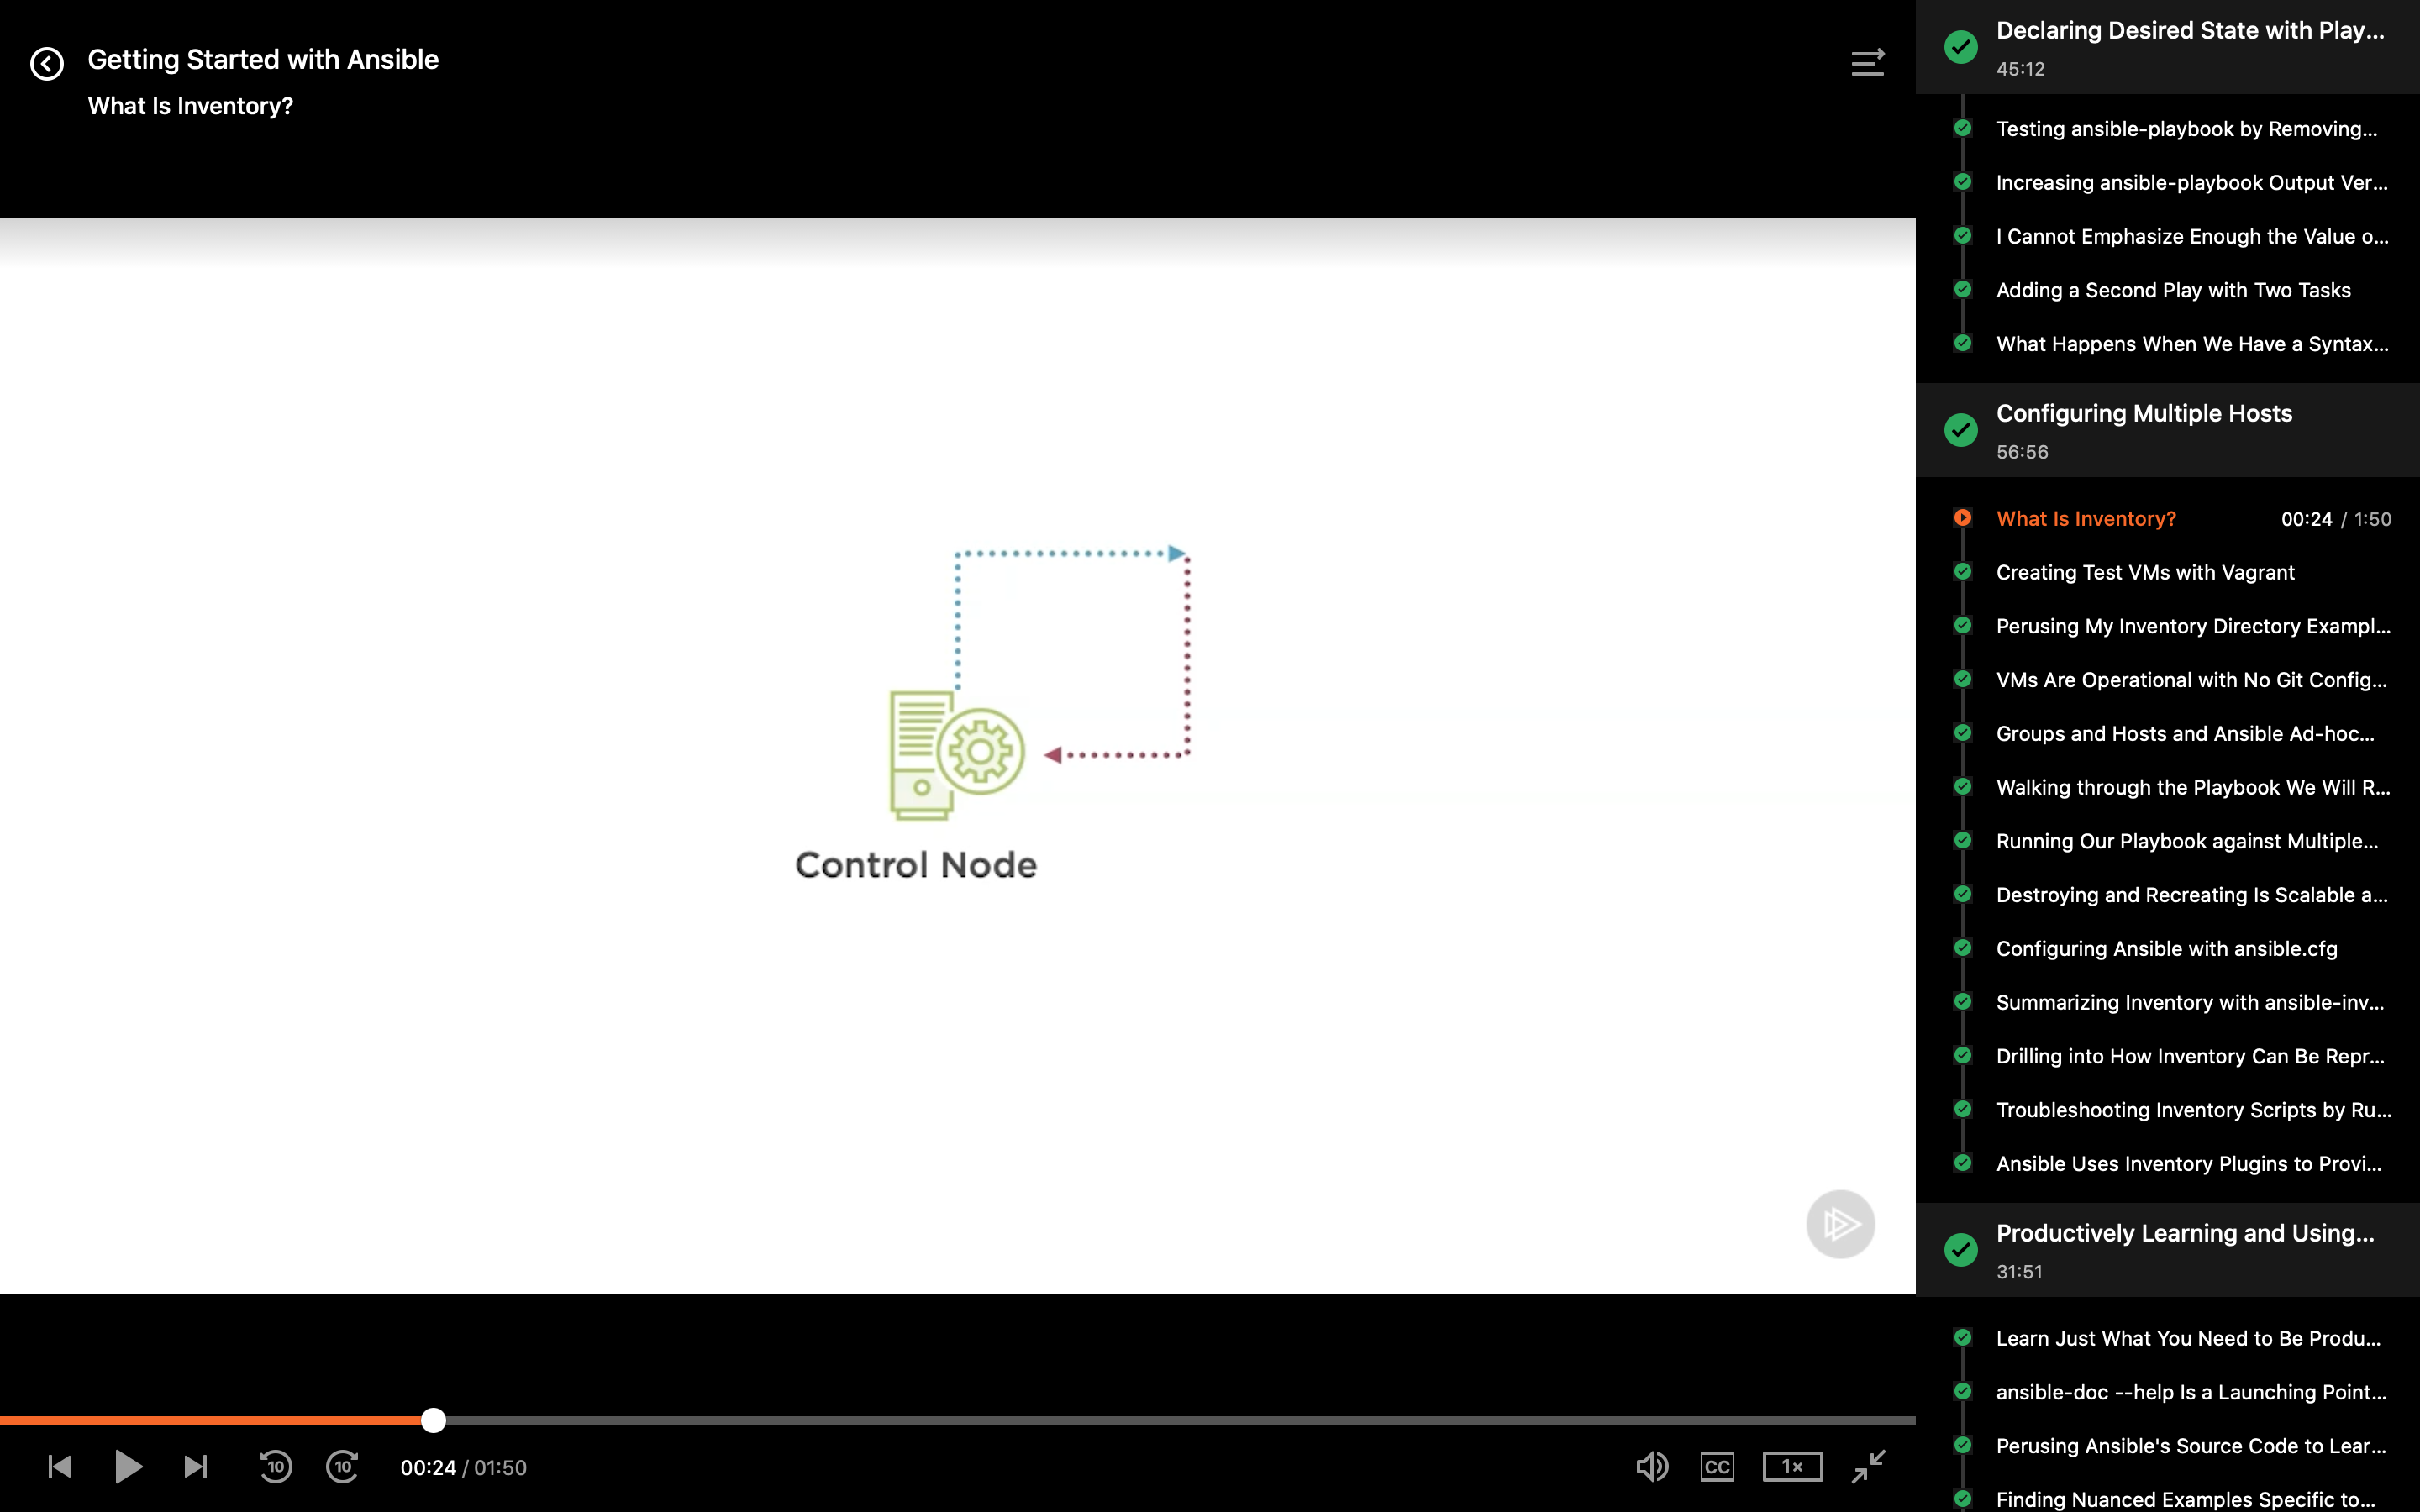 Getting Started with Ansible
What Is Inventory?
Control Node
10
10
00:24 / 01:50
CC
1×
Declaring Desired State with Play...
45:12
Testing ansible-playbook by Removing...
Increasing ansible-playbook Output Ver...
I Cannot Emphasize Enough the Value o...
Adding a Second Play with Two Tasks
What Happens When We Have a Syntax...
Configuring Multiple Hosts
56:56
What Is Inventory? 00:24 / 1:50
Creating Test VMs with Vagrant
Perusing My Inventory Directory Exampl...
VMs Are Operational with No Git Config...
Groups and Hosts and Ansible Ad-hoc...
Walking through the Playbook We Will R...
Running Our Playbook against Multiple...
Destroying and Recreating Is Scalable a...
Configuring Ansible with ansible.cfg
Summarizing Inventory with ansible-inv...
Drilling into How Inventory Can Be Repr...
Troubleshooting Inventory Scripts by Ru...
Ansible Uses Inventory Plugins to Provi...
Productively Learning and Using...
31:51
Learn Just What You Need to Be Produ...
ansible-doc --help Is a Launching Point...
Perusing Ansible's Source Code to Lear...
Finding Nuanced Examples Specific to...